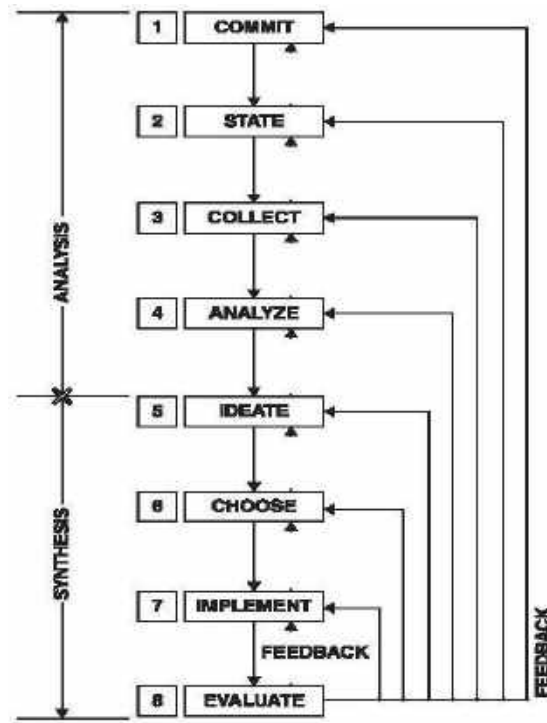 1 COMMIT
2 STATE
3 COLLECT
ANALYSIS
4 ANALYZE
5 IDEATE
6 CHOOSE
SYNTHESIS
7 IMPLEMENT
FEEDBACK
FEEDBACK
8 EVALUATE